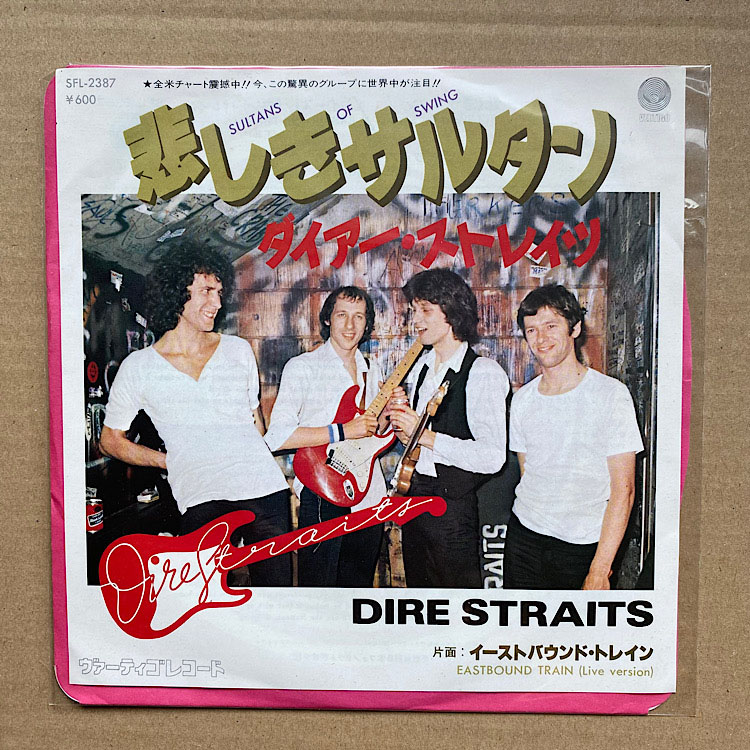 SFL-2387
¥600
★全米チャート震撼中!!今、この驚異のグループに世界中が注目!!
SULTANS OF SWING
悲しきサルタン
VERTIGO
ダイアー・ストレイツ
Dire Straits
DIRE STRAITS
片面：イーストバウンド・トレイン
EASTBOUND TRAIN (Live version)
ヴァーティゴレコード